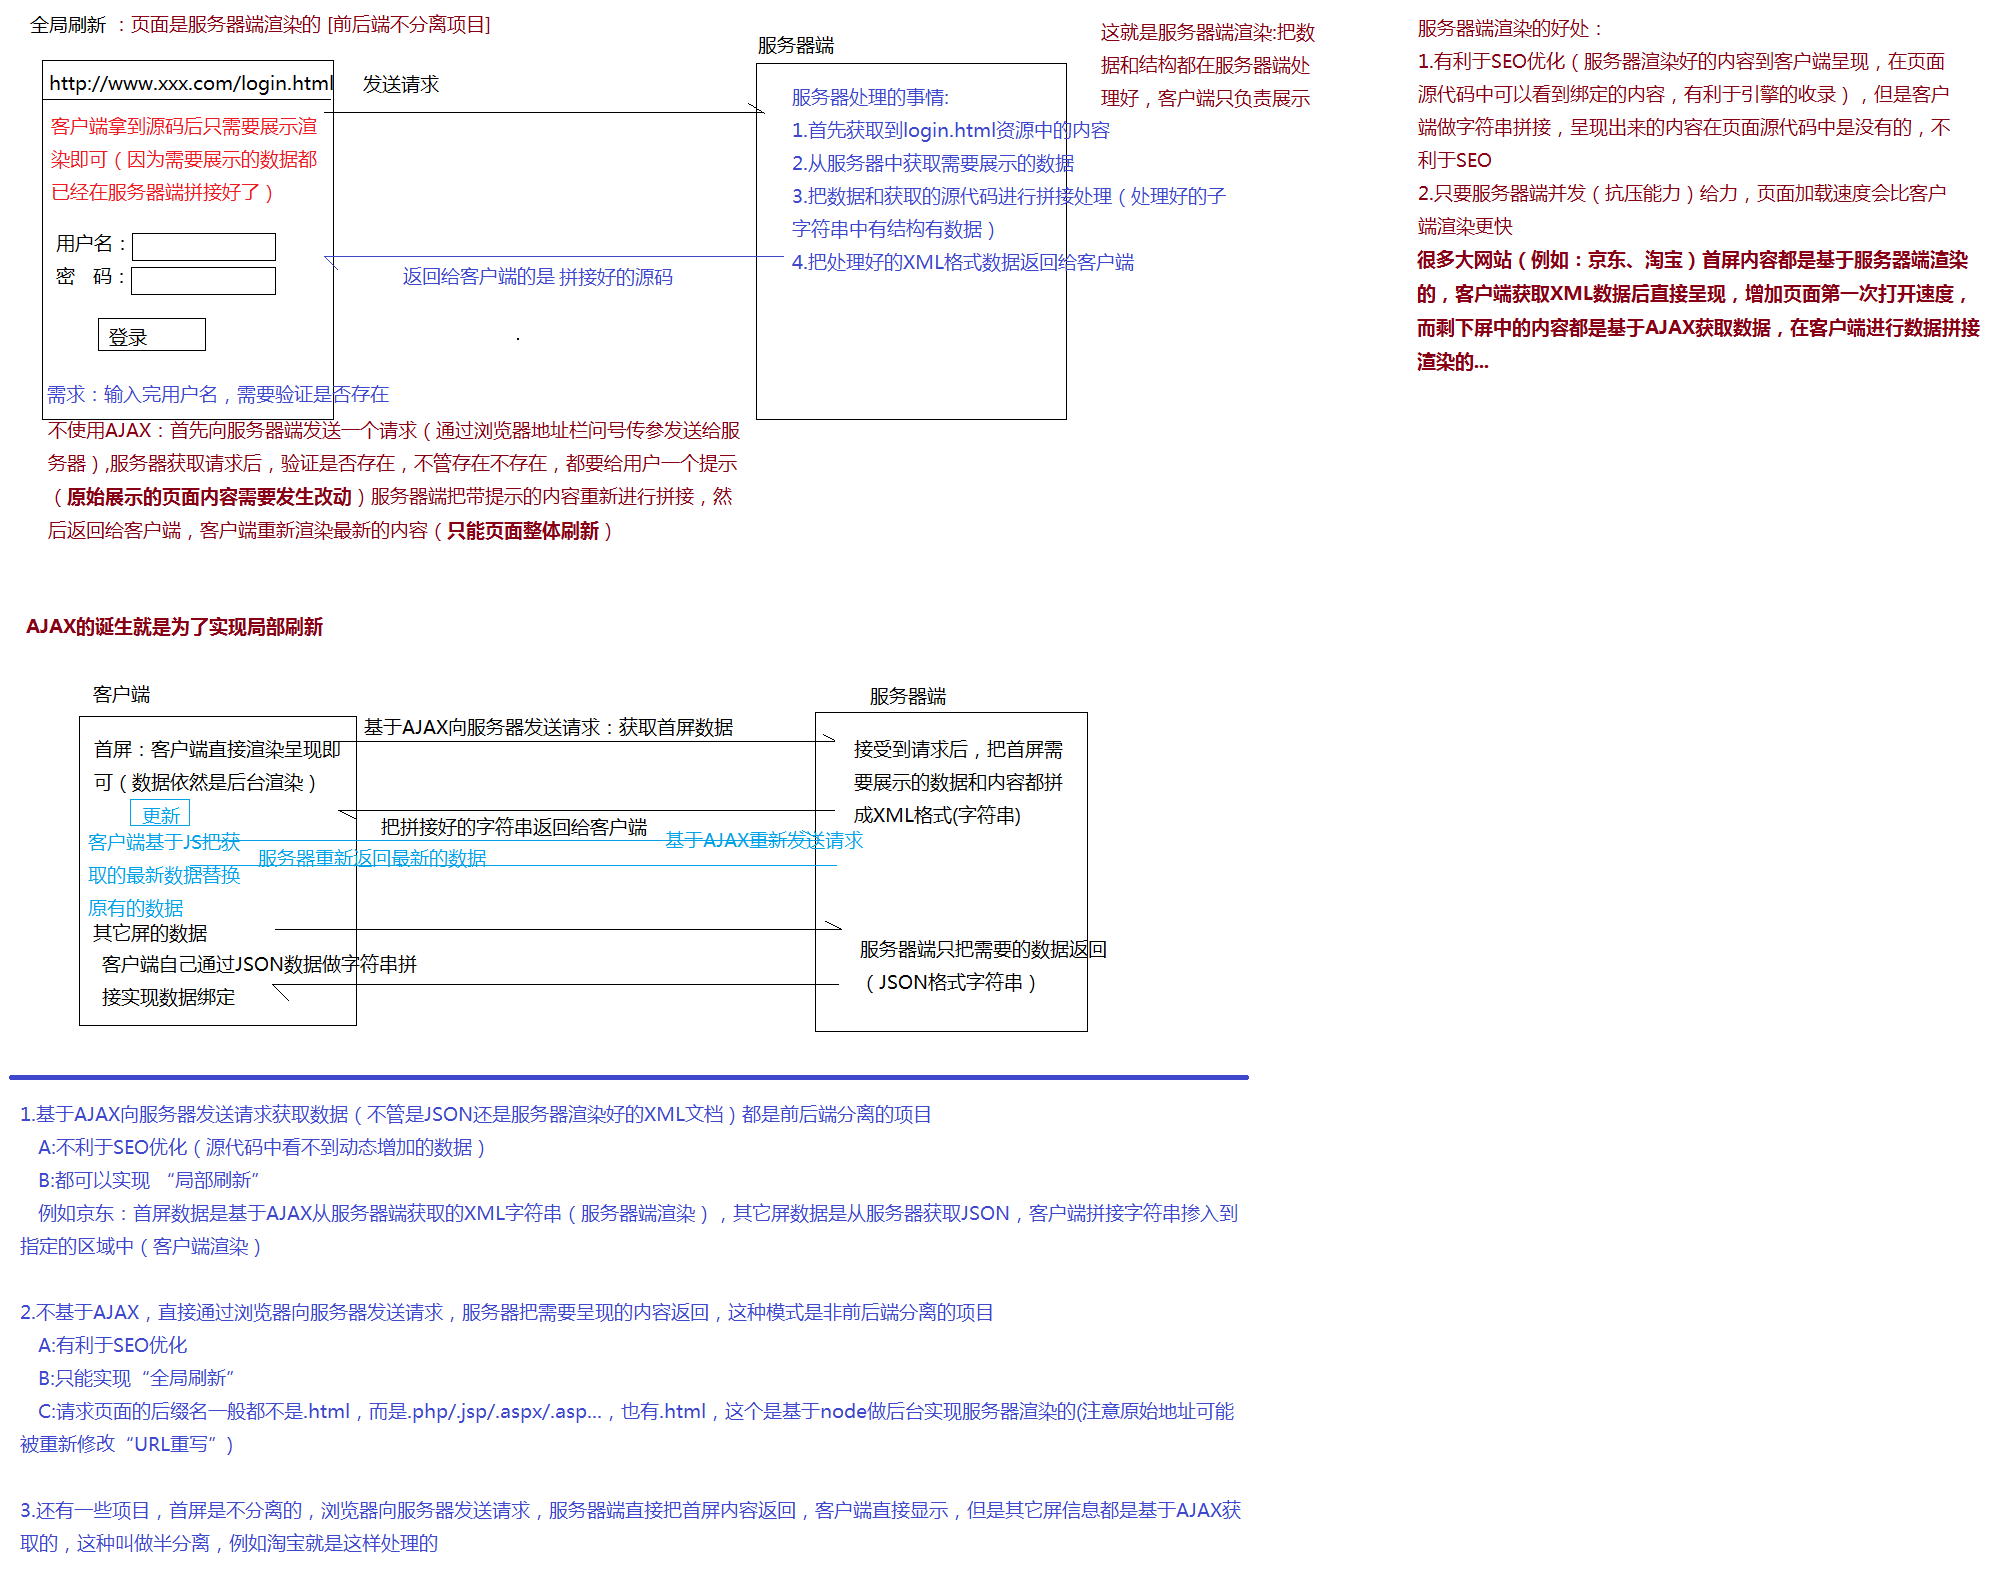 全局刷新 ：页面是服务器端渲染的 [前后端不分离项目]
http://www.xxx.com/login.html
发送请求
客户端拿到源码后只需要展示渲
染即可（因为需要展示的数据都
已经在服务器端拼接好了）
用户名：
密　码：
登录
需求：输入完用户名，需要验证是否存在
返回给客户端的是 拼接好的源码
服务器端
服务器处理的事情:
1.首先获取到login.html资源中的内容
2.从服务器中获取需要展示的数据
3.把数据和获取的源代码进行拼接处理（处理好的子
字符串中有结构有数据）
4.把处理好的XML格式数据返回给客户端
这就是服务器端渲染:把数
据和结构都在服务器端处
理好，客户端只负责展示
服务器端渲染的好处：
1.有利于SEO优化（服务器渲染好的内容到客户端呈现，在页面
源代码中可以看到绑定的内容，有利于引擎的收录），但是客户
端做字符串拼接，呈现出来的内容在页面源代码中是没有的，不
利于SEO
2.只要服务器端并发（抗压能力）给力，页面加载速度会比客户
端渲染更快
很多大网站（例如：京东、淘宝）首屏内容都是基于服务器端渲染
的，客户端获取XML数据后直接呈现，增加页面第一次打开速度，
而剩下屏中的内容都是基于AJAX获取数据，在客户端进行数据拼接
渲染的...
不使用AJAX：首先向服务器端发送一个请求（通过浏览器地址栏问号传参发送给服
务器）,服务器获取请求后，验证是否存在，不管存在不存在，都要给用户一个提示
（原始展示的页面内容需要发生改动）服务器端把带提示的内容重新进行拼接，然
后返回给客户端，客户端重新渲染最新的内容（只能页面整体刷新）
AJAX的诞生就是为了实现局部刷新
客户端
服务器端
基于AJAX向服务器发送请求：获取首屏数据
首屏：客户端直接渲染呈现即
可（数据依然是后台渲染）
接受到请求后，把首屏需
要展示的数据和内容都拼
成XML格式(字符串)
更新
把拼接好的字符串返回给客户端
客户端基于JS把获
取的最新数据替换
原有的数据
基于AJAX重新发送请求
服务器重新返回最新的数据
其它屏的数据
客户端自己通过JSON数据做字符串拼
接实现数据绑定
服务器端只把需要的数据返回
（JSON格式字符串）
1.基于AJAX向服务器发送请求获取数据（不管是JSON还是服务器渲染好的XML文档）都是前后端分离的项目
A:不利于SEO优化（源代码中看不到动态增加的数据）
B:都可以实现 “局部刷新”
例如京东：首屏数据是基于AJAX从服务器端获取的XML字符串（服务器端渲染），其它屏数据是从服务器获取JSON，客户端拼接字符串掺入到
指定的区域中（客户端渲染）
2.不基于AJAX，直接通过浏览器向服务器发送请求，服务器把需要呈现的内容返回，这种模式是非前后端分离的项目
A:有利于SEO优化
B:只能实现“全局刷新”
C:请求页面的后缀名一般都不是.html，而是.php/.jsp/.aspx/.asp...，也有.html，这个是基于node做后台实现服务器渲染的(注意原始地址可能
被重新修改“URL重写”)
3.还有一些项目，首屏是不分离的，浏览器向服务器发送请求，服务器端直接把首屏内容返回，客户端直接显示，但是其它屏信息都是基于AJAX获
取的，这种叫做半分离，例如淘宝就是这样处理的